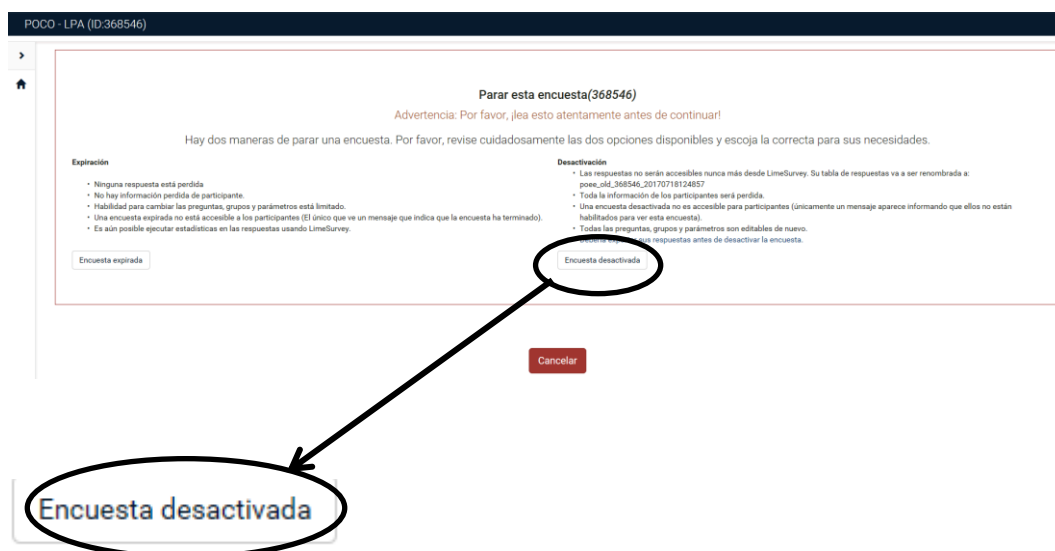 POCO - LPA (ID:368546)
Parar esta encuesta(368546)
Advertencia: Por favor, ¡lea esto atentamente antes de continuar!
Hay dos maneras de parar una encuesta. Por favor, revise cuidadosamente las dos opciones disponibles y escoja la correcta para sus necesidades.
Expiración
• Ninguna respuesta está perdida
• No hay información perdida de participante.
• Habilidad para cambiar las preguntas, grupos y parámetros está limitado.
• Una encuesta expirada no está accesible a los participantes (El único que ve un mensaje que indica que la encuesta ha terminado).
• Es aún posible ejecutar estadísticas en las respuestas usando LimeSurvey.
Encuesta expirada
Desactivación
• Las respuestas no serán accesibles nunca más desde LimeSurvey. Su tabla de respuestas va a ser renombrada a:
poee_old_368546_20170718124857
• Toda la información de los participantes será perdida.
• Una encuesta desactivada no es accesible para participantes (únicamente un mensaje aparece informando que ellos no están
habilitados para ver esta encuesta).
• Todas las preguntas, grupos y parámetros son editables de nuevo.
• Debería exportar sus respuestas antes de desactivar la encuesta.
Encuesta desactivada
Cancelar
Encuesta desactivada